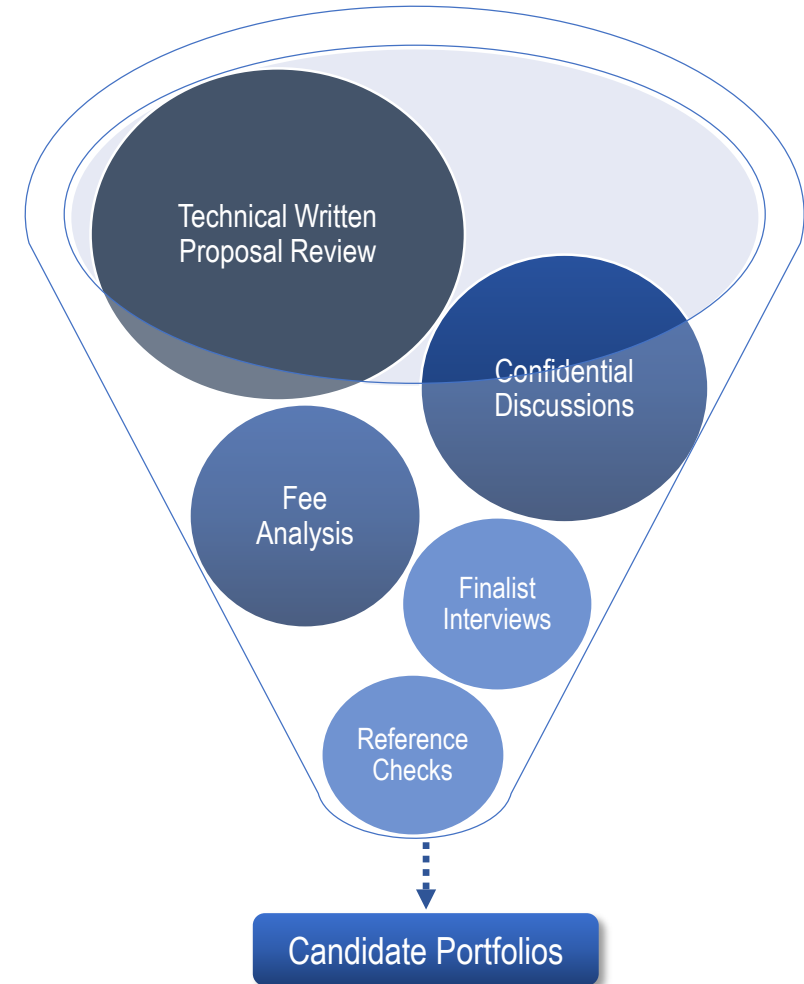 Technical Written
Proposal Review
Confidential
Discussions
Fee
Analysis
Finalist
Interviews
Reference
Checks
Candidate Portfolios